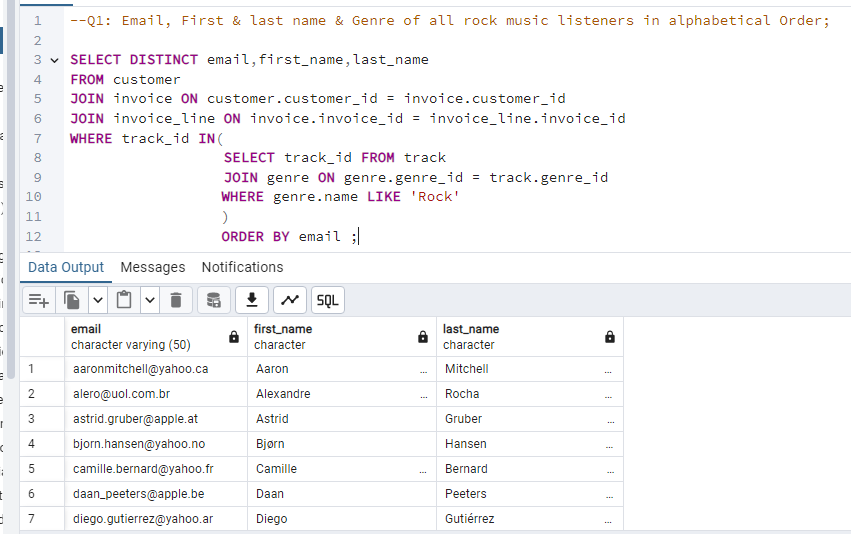 1 --Q1: Email, First & last name & Genre of all rock music listeners in alphabetical Order;
2
3 SELECT DISTINCT email,first_name,last_name
4 FROM customer
5 JOIN invoice ON customer.customer_id = invoice.customer_id
6 JOIN invoice_line ON invoice.invoice_id = invoice_line.invoice_id
7 WHERE track_id IN(
8 SELECT track_id FROM track
9 JOIN genre ON genre.genre_id = track.genre_id
10 WHERE genre.name LIKE 'Rock'
11 )
12 ORDER BY email ;
Data Output Messages Notifications
SQL
email first_name last_name
character varying (50) character character
1 aaronmitchell@yahoo.ca Aaron … Mitchell …
2 alero@uol.com.br Alexandre … Rocha …
3 astrid.gruber@apple.at Astrid Gruber …
4 bjorn.hansen@yahoo.no Bjørn Hansen …
5 camille.bernard@yahoo.fr Camille … Bernard …
6 daan_peeters@apple.be Daan Peeters …
7 diego.gutierrez@yahoo.ar Diego Gutiérrez …